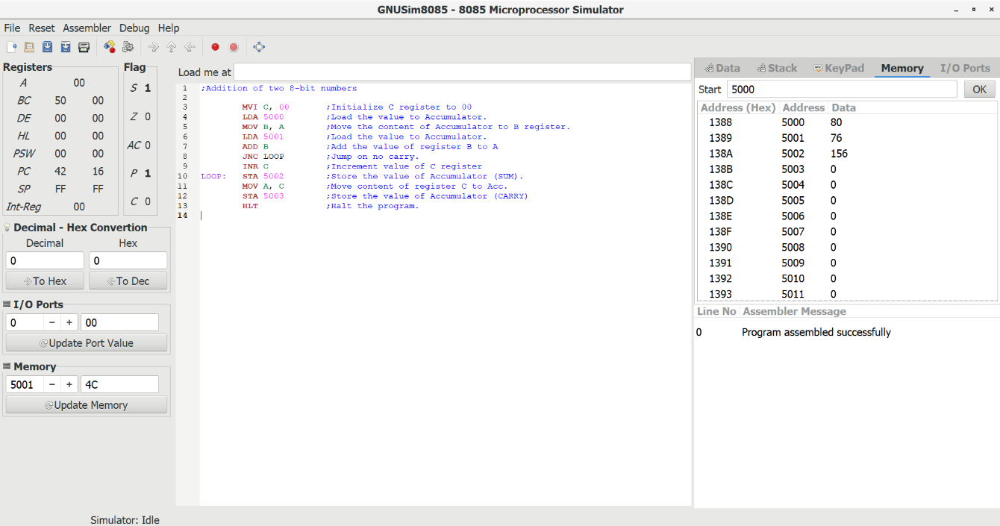 GNUSim8085 - 8085 Microprocessor Simulator
File Reset Assembler Debug Help
Registers
A 00
BC 50 00
DE 00 00
HL 00 00
PSW 00 00
PC 42 16
SP FF FF
Int-Reg 00
Flag
S 1
Z 0
AC 0
P 1
C 0
Decimal - Hex Convertion
Decimal Hex
0 0
To Hex To Dec
I/O Ports
0 - + 00
Update Port Value
Memory
5001 - + 4C
Update Memory
Load me at
1 ;Addition of two 8-bit numbers
2
3 MVI C, 00 ;Initialize C register to 00
4 LDA 5000 ;Load the value to Accumulator.
5 MOV B, A ;Move the content of Accumulator to B register.
6 LDA 5001 ;Load the value to Accumulator.
7 ADD B ;Add the value of register B to A
8 JNC LOOP ;Jump on no carry.
9 INR C ;Increment value of C register
10 LOOP: STA 5002 ;Store the value of Accumulator (SUM).
11 MOV A, C ;Move content of register C to Acc.
12 STA 5003 ;Store the value of Accumulator (CARRY)
13 HLT ;Halt the program.
14
Data Stack KeyPad Memory I/O Ports
Start 5000 OK
Address (Hex) Address Data
1388 5000 80
1389 5001 76
138A 5002 156
138B 5003 0
138C 5004 0
138D 5005 0
138E 5006 0
138F 5007 0
1390 5008 0
1391 5009 0
1392 5010 0
1393 5011 0
Line No Assembler Message
0 Program assembled successfully
Simulator: Idle